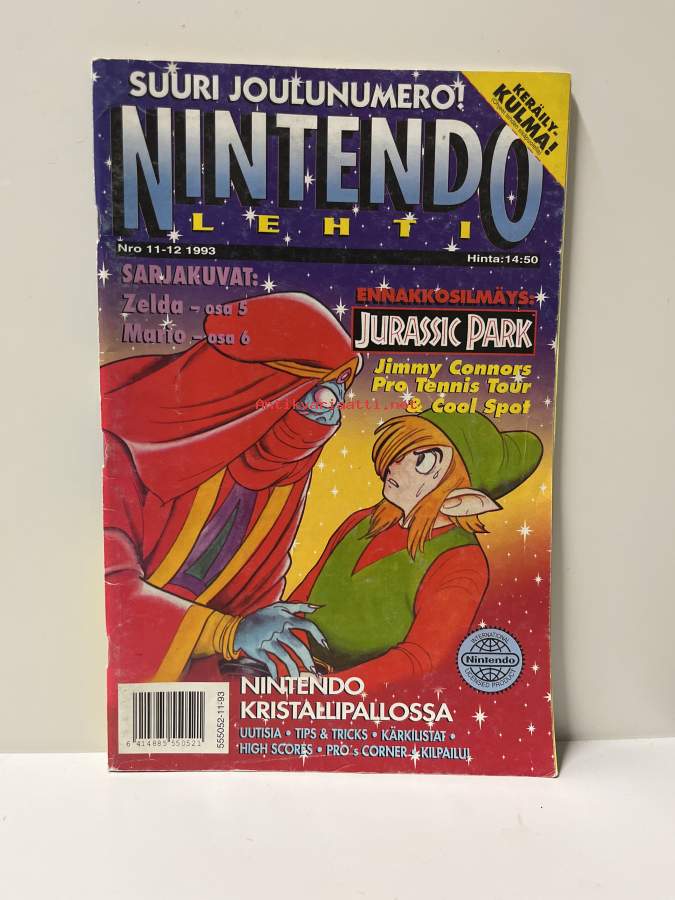 SUURI JOULUNUMERO!
KERÄILY-
KULMA!
NINTENDO
LEHTI
Nro 11-12 1993
Hinta:14:50
SARJAKUVAT:
Zelda - osa 5
Mario - osa 6
ENNAKKOSILMÄYS:
JURASSIC PARK
Jimmy Connors
Pro Tennis Tour
& Cool Spot
Antikvariaatti.net
INTERNATIONAL
Nintendo
LICENSED PRODUCT
NINTENDO
KRISTALLIPALLOSSA
UUTISIA • TIPS & TRICKS • KÄRKILISTAT •
HIGH SCORES • PRO's CORNER • KILPAILU!
6 414885 550521
555052-11-93